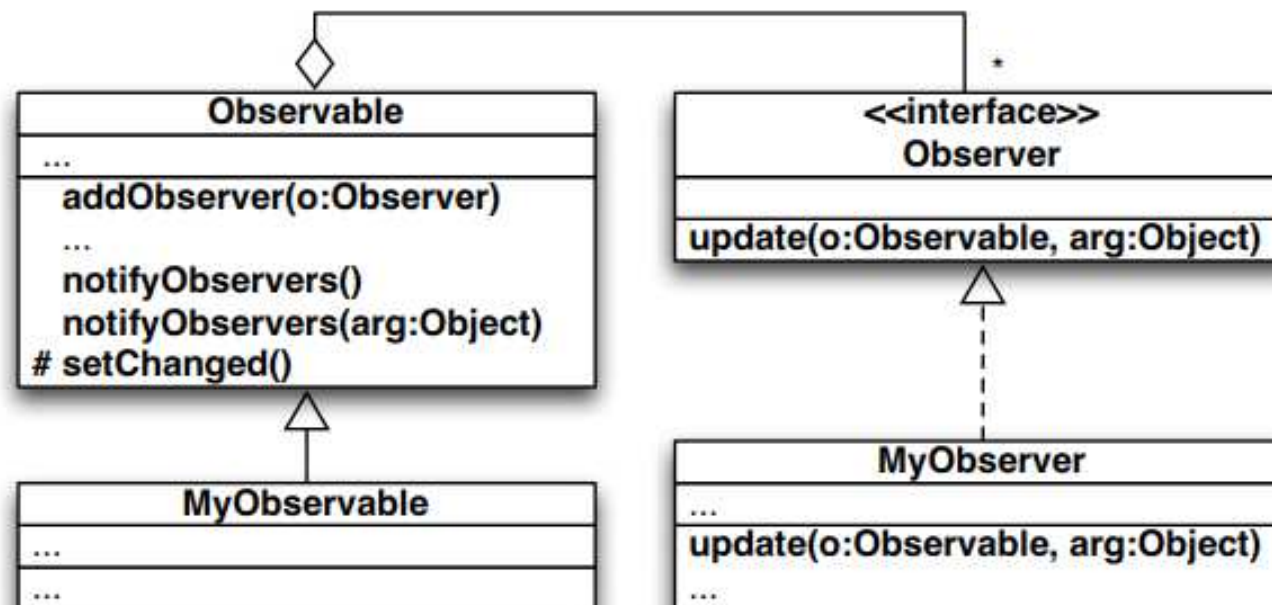 *
Observable
...
addObserver(o:Observer)
...
notifyObservers()
notifyObservers(arg:Object)
# setChanged()
<<interface>>
Observer
update(o:Observable, arg:Object)
MyObservable
...
...
MyObserver
...
update(o:Observable, arg:Object)
...